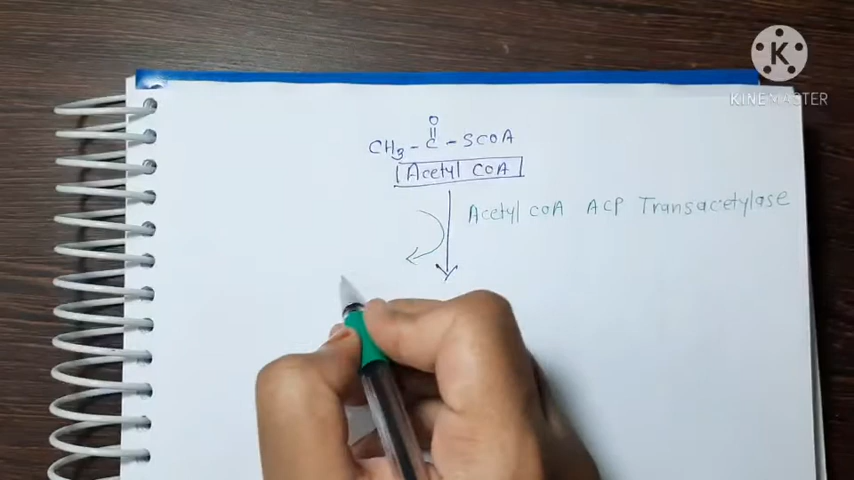 K
KINEMASTER
O
||
CH3 - C - SCOA
Acetyl COA
Acetyl COA ACP Transacetylase